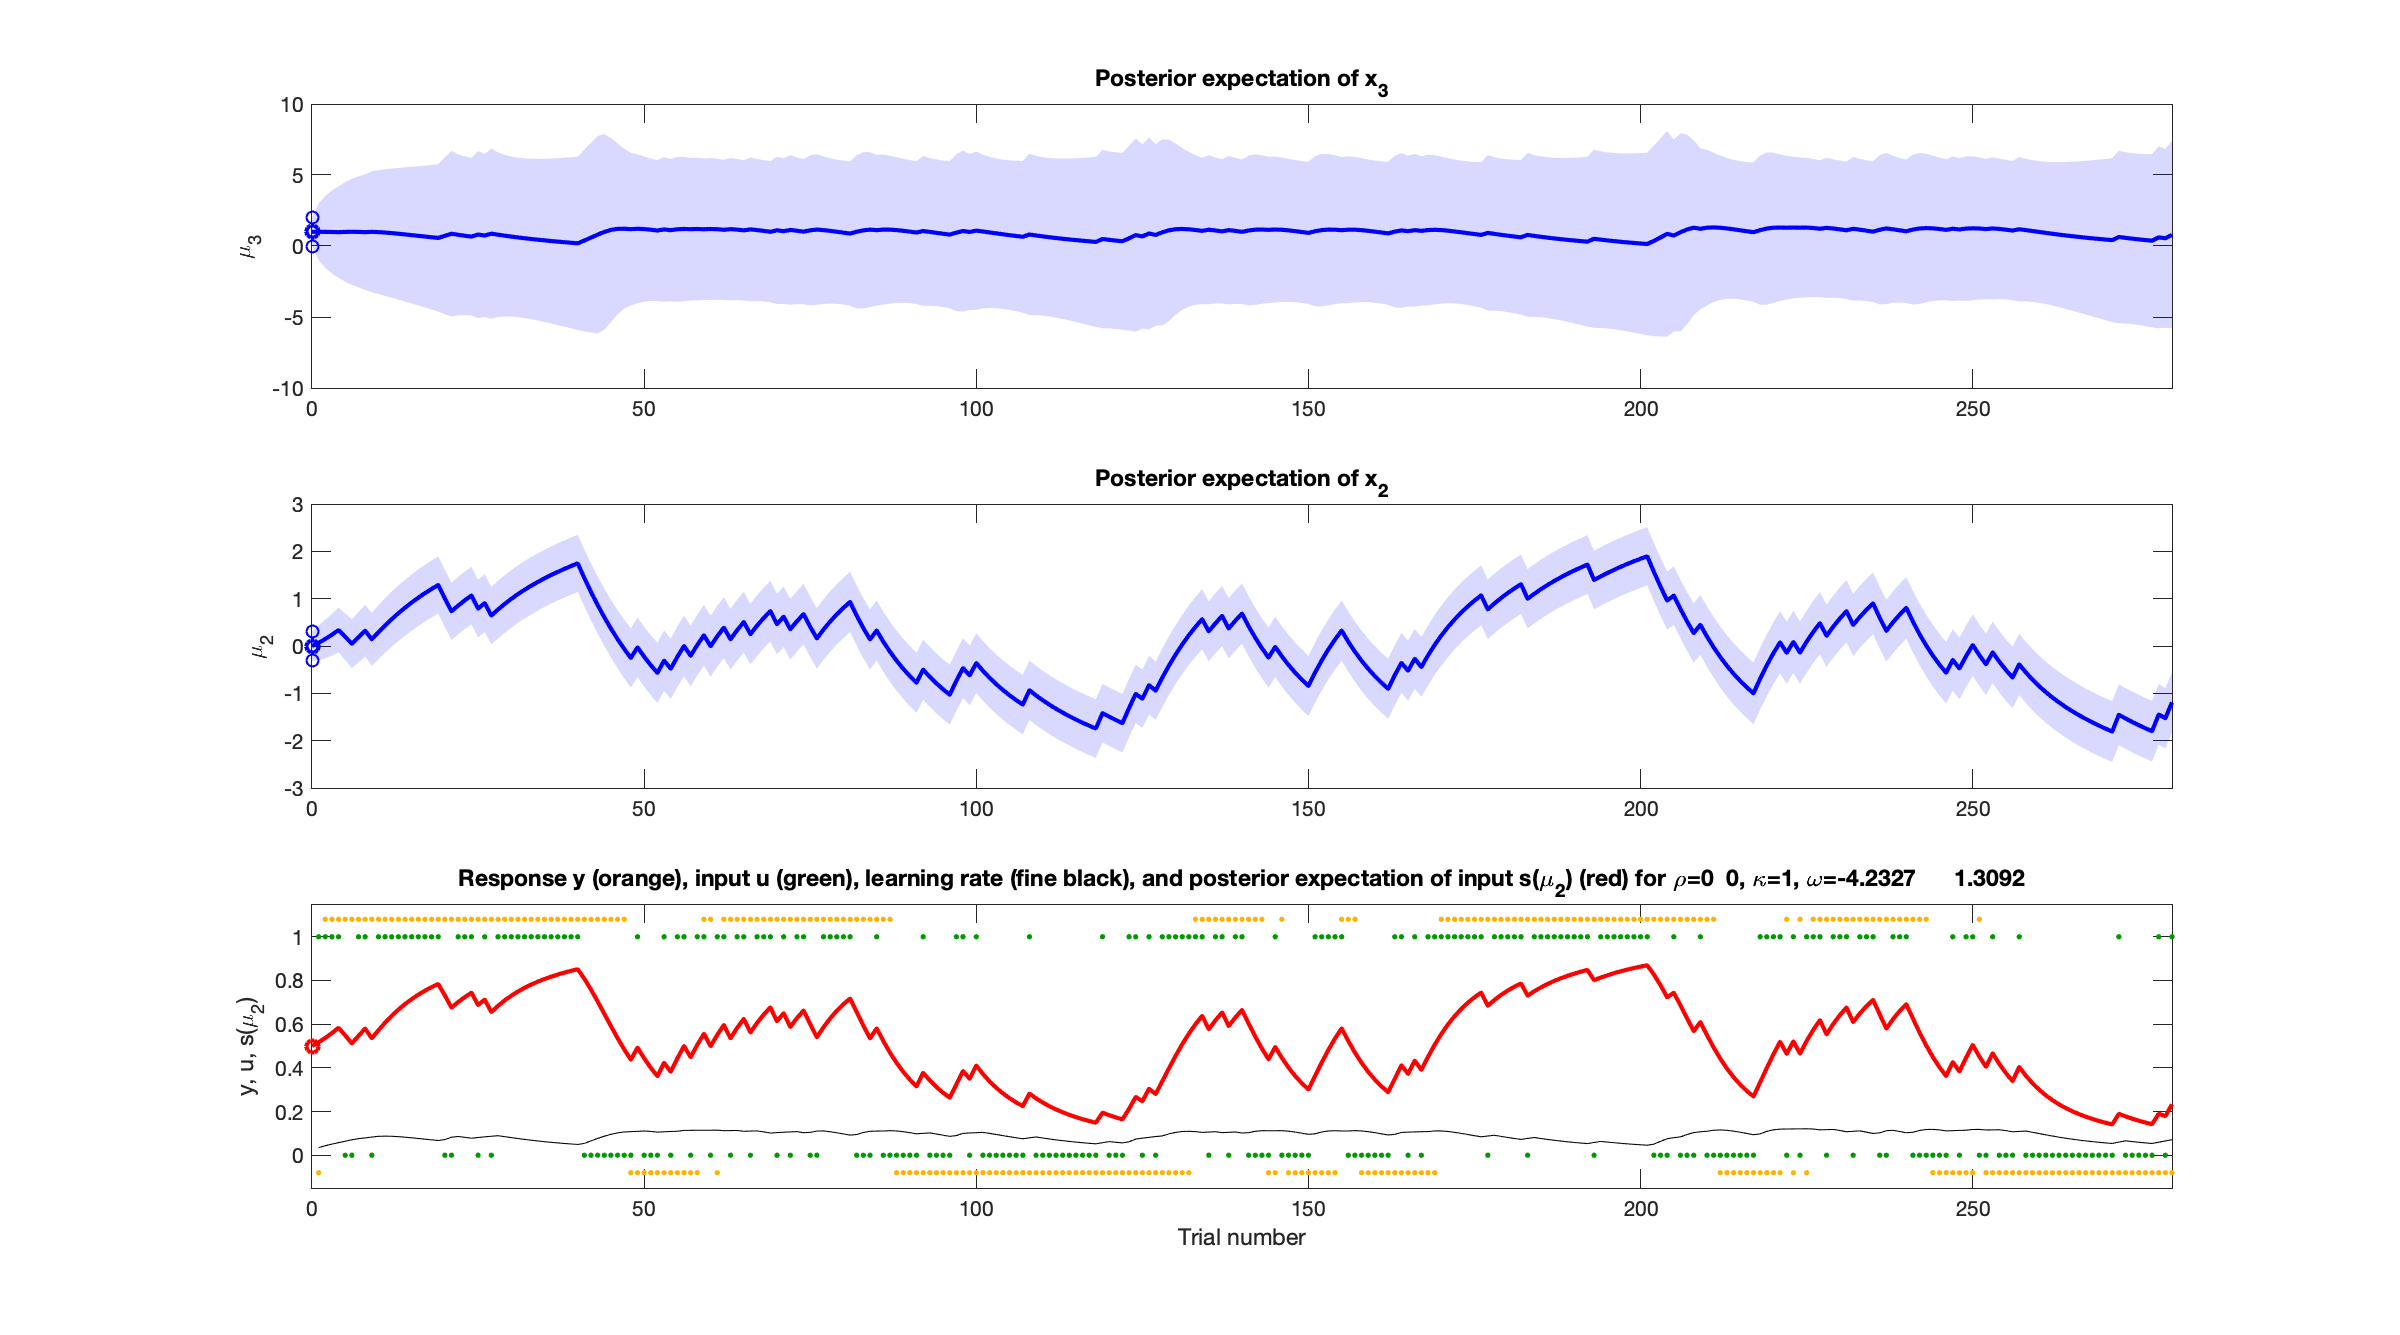 Posterior expectation of x3
10
5
0
-5
-10
μ3
0 50 100 150 200 250
Posterior expectation of x2
3
2
1
0
-1
-2
-3
μ2
0 50 100 150 200 250
Response y (orange), input u (green), learning rate (fine black), and posterior expectation of input s(μ2) (red) for ρ=0 0, κ=1, ω=-4.2327 1.3092
1
0.8
0.6
0.4
0.2
0
y, u, s(μ2)
0 50 100 150 200 250
Trial number